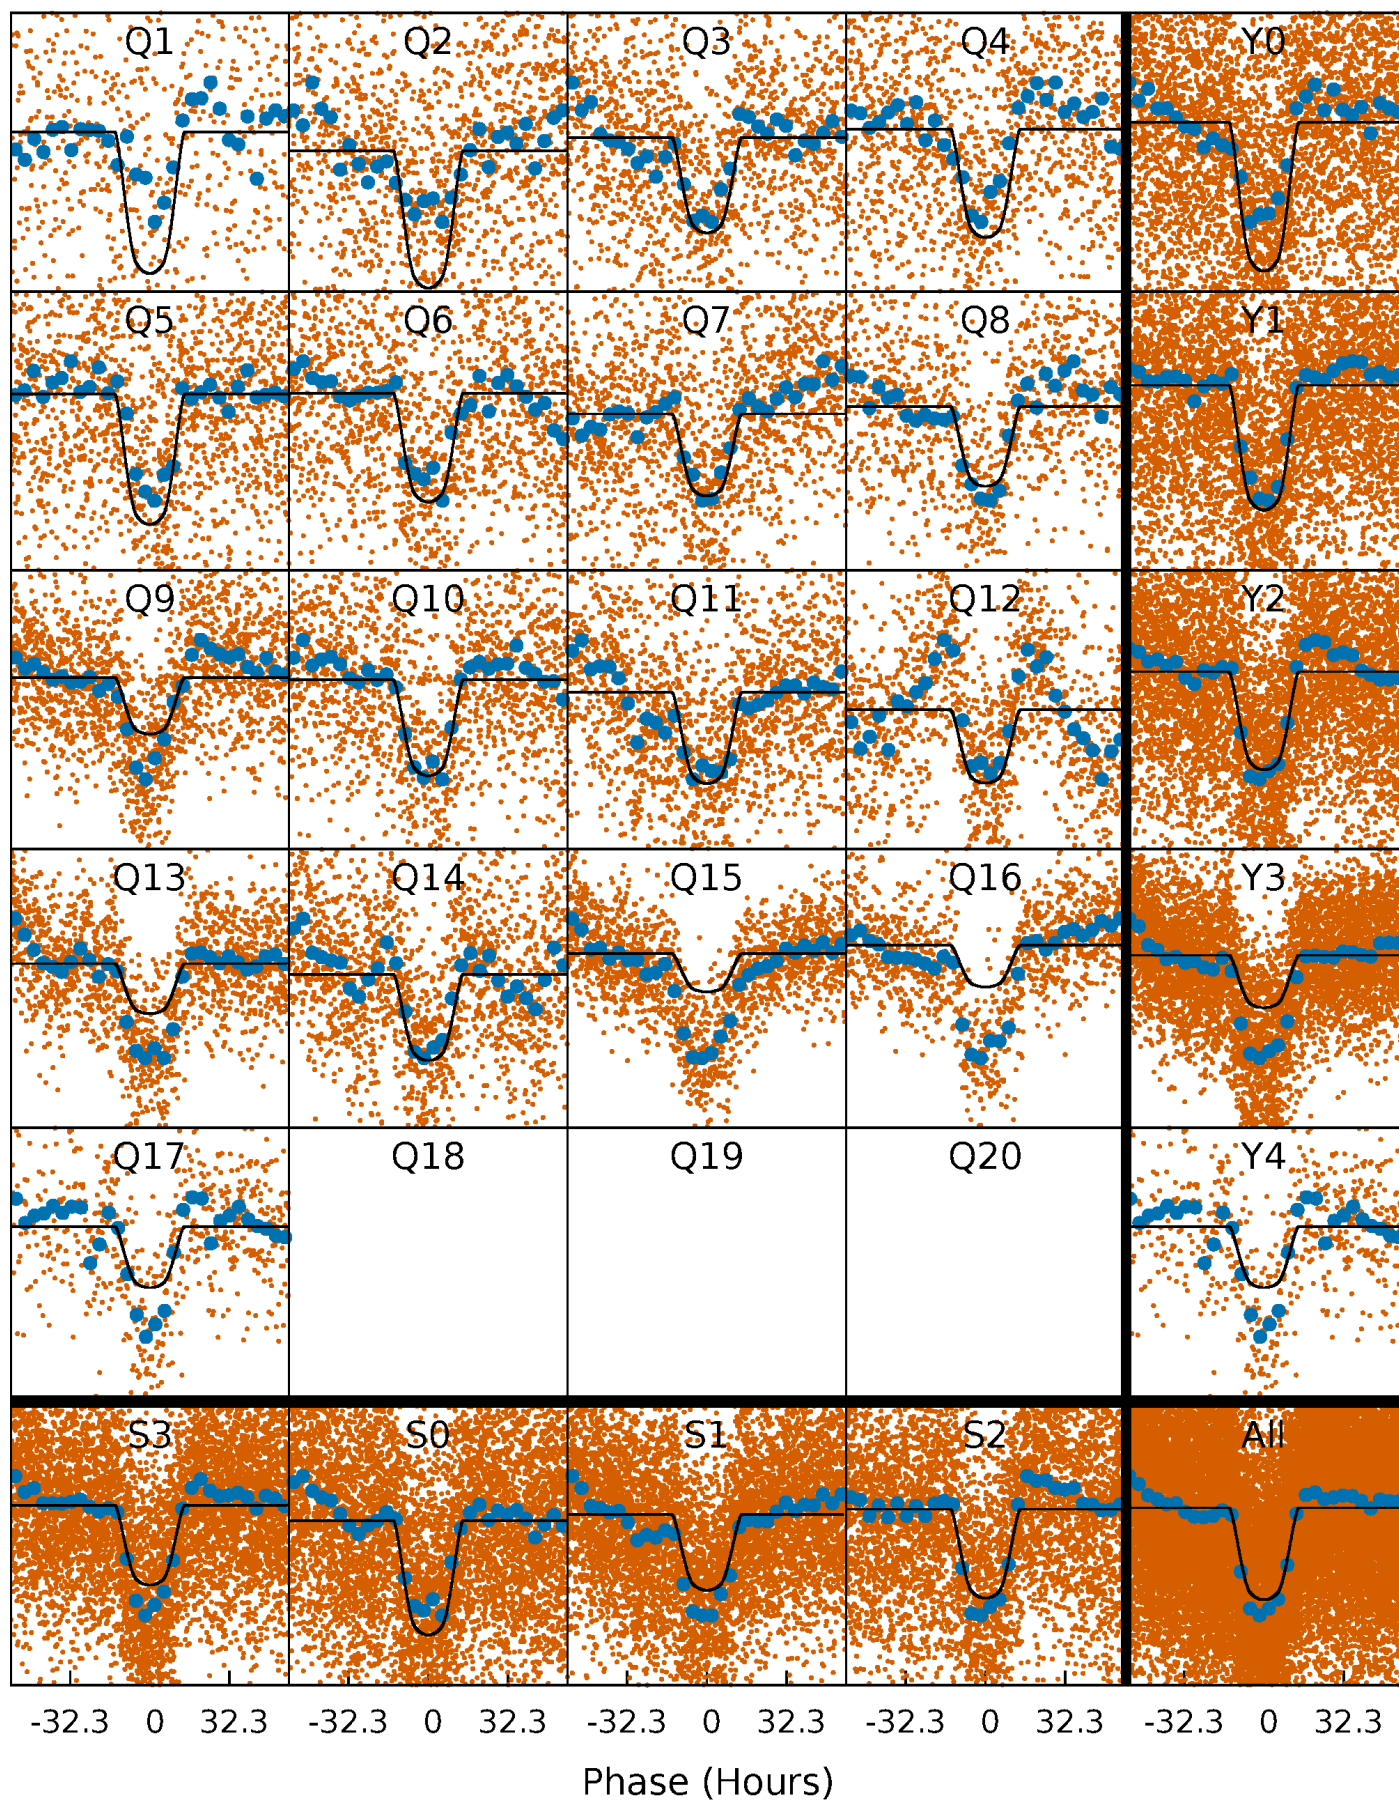 Q1 Q2 Q3 Q4 Y0
Q5 Q6 Q7 Q8 Y1
Q9 Q10 Q11 Q12 Y2
Q13 Q14 Q15 Q16 Y3
Q17 Q18 Q19 Q20 Y4
S3 S0 S1 S2 All
-32.3 0 32.3 -32.3 0 32.3 -32.3 0 32.3 -32.3 0 32.3 -32.3 0 32.3
Phase (Hours)